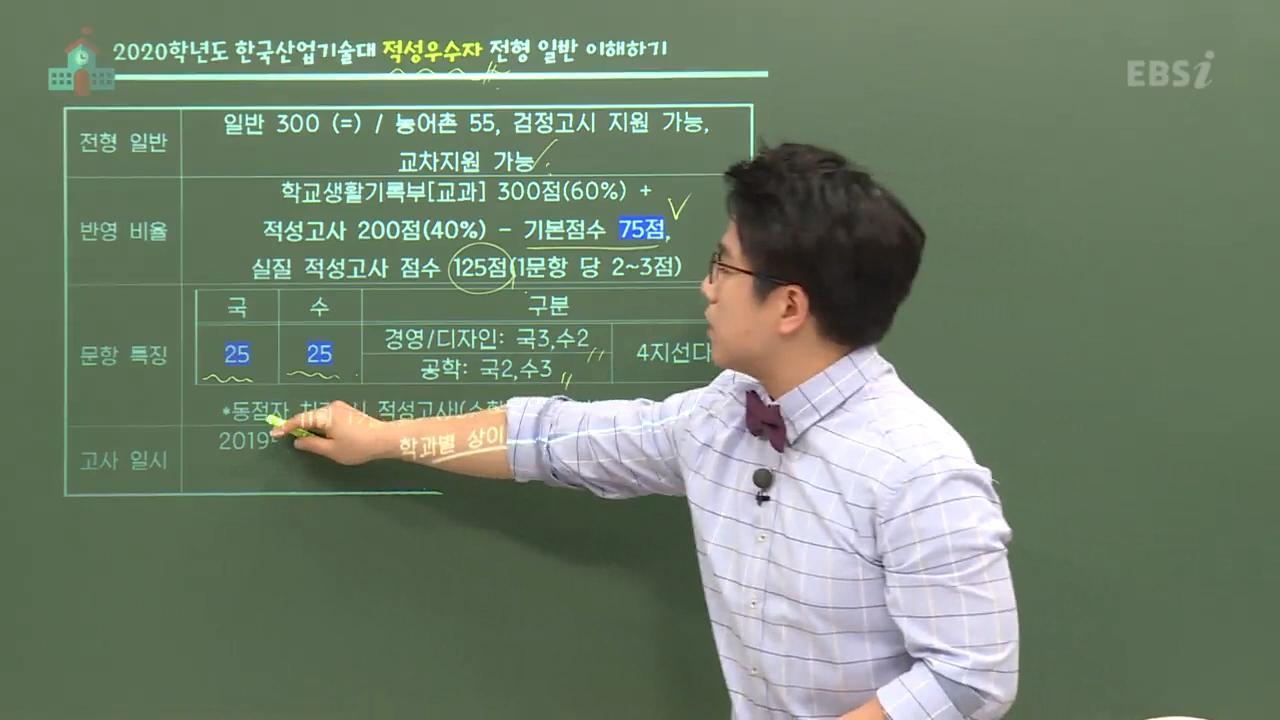 2020학년도 한국산업기술대 적성우수자 전형 일반 이해하기
EBSi
전형 일반
일반 300 (=) / 농어촌 55, 검정고시 지원 가능,
교차지원 가능
반영 비율
학교생활기록부[교과] 300점(60%) +
적성고사 200점(40%) - 기본점수 75점,
실질 적성고사 점수 125점(1문항 당 2~3점)
문항 특징
국 수 구분
25 25
경영/디자인: 국3,수2
공학: 국2,수3
4지선다
*동점자 적성고사(수학
고사 일시
2019
학과별 상이